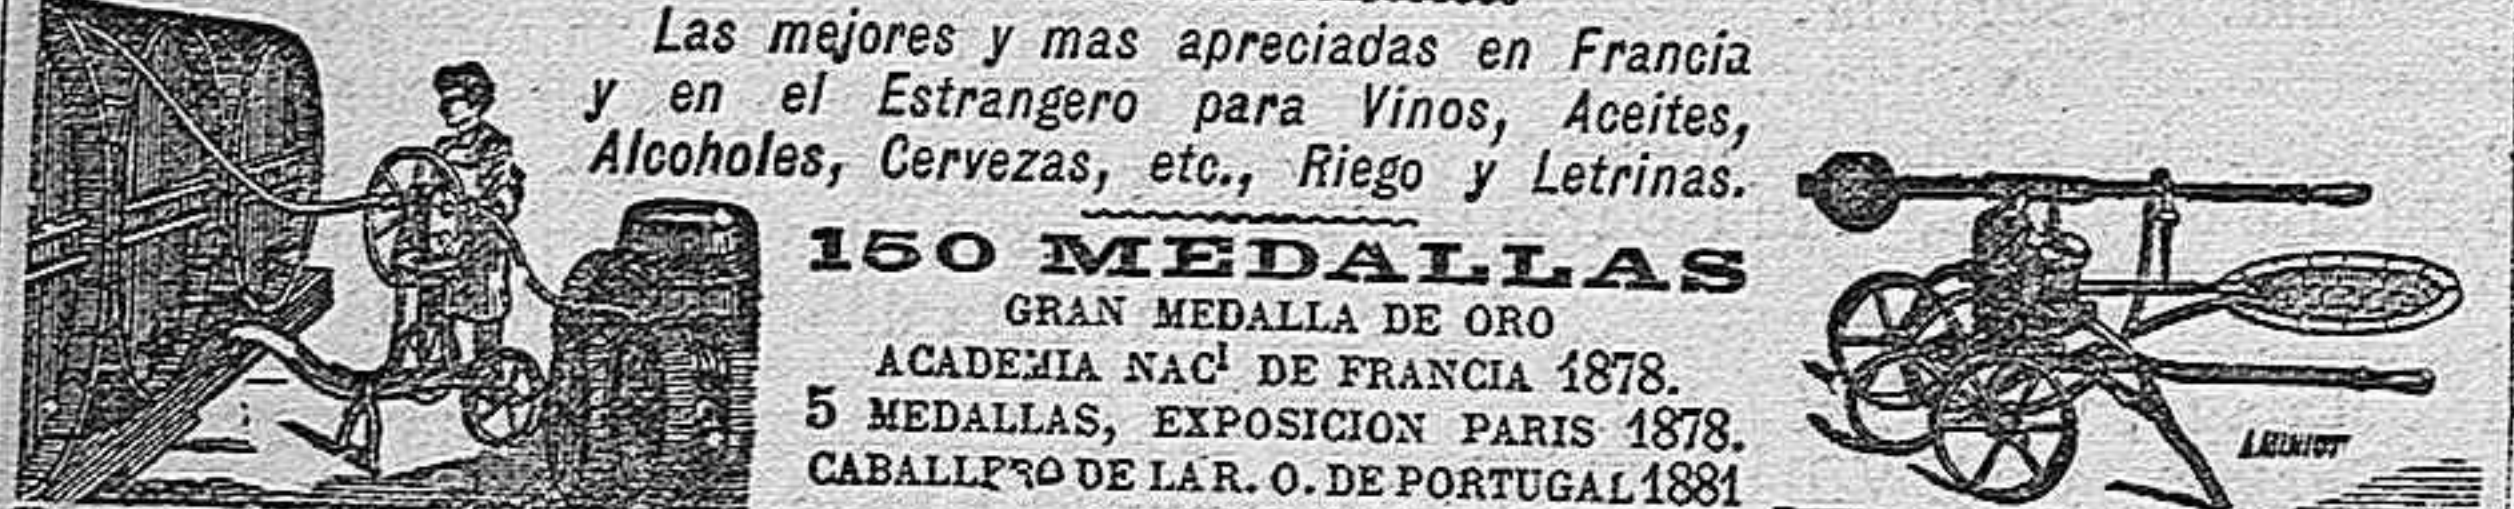 Las mejores y mas apreciadas en Francia
y en el Estrangero para Vinos, Aceites,
Alcoholes, Cervezas, etc., Riego y Letrinas.
150 MEDALLAS
GRAN MEDALLA DE ORO
ACADEMIA NACl DE FRANCIA 1878.
5 MEDALLAS, EXPOSICION PARIS 1878.
CABALLERO DE LA R. O. DE PORTUGAL 1881